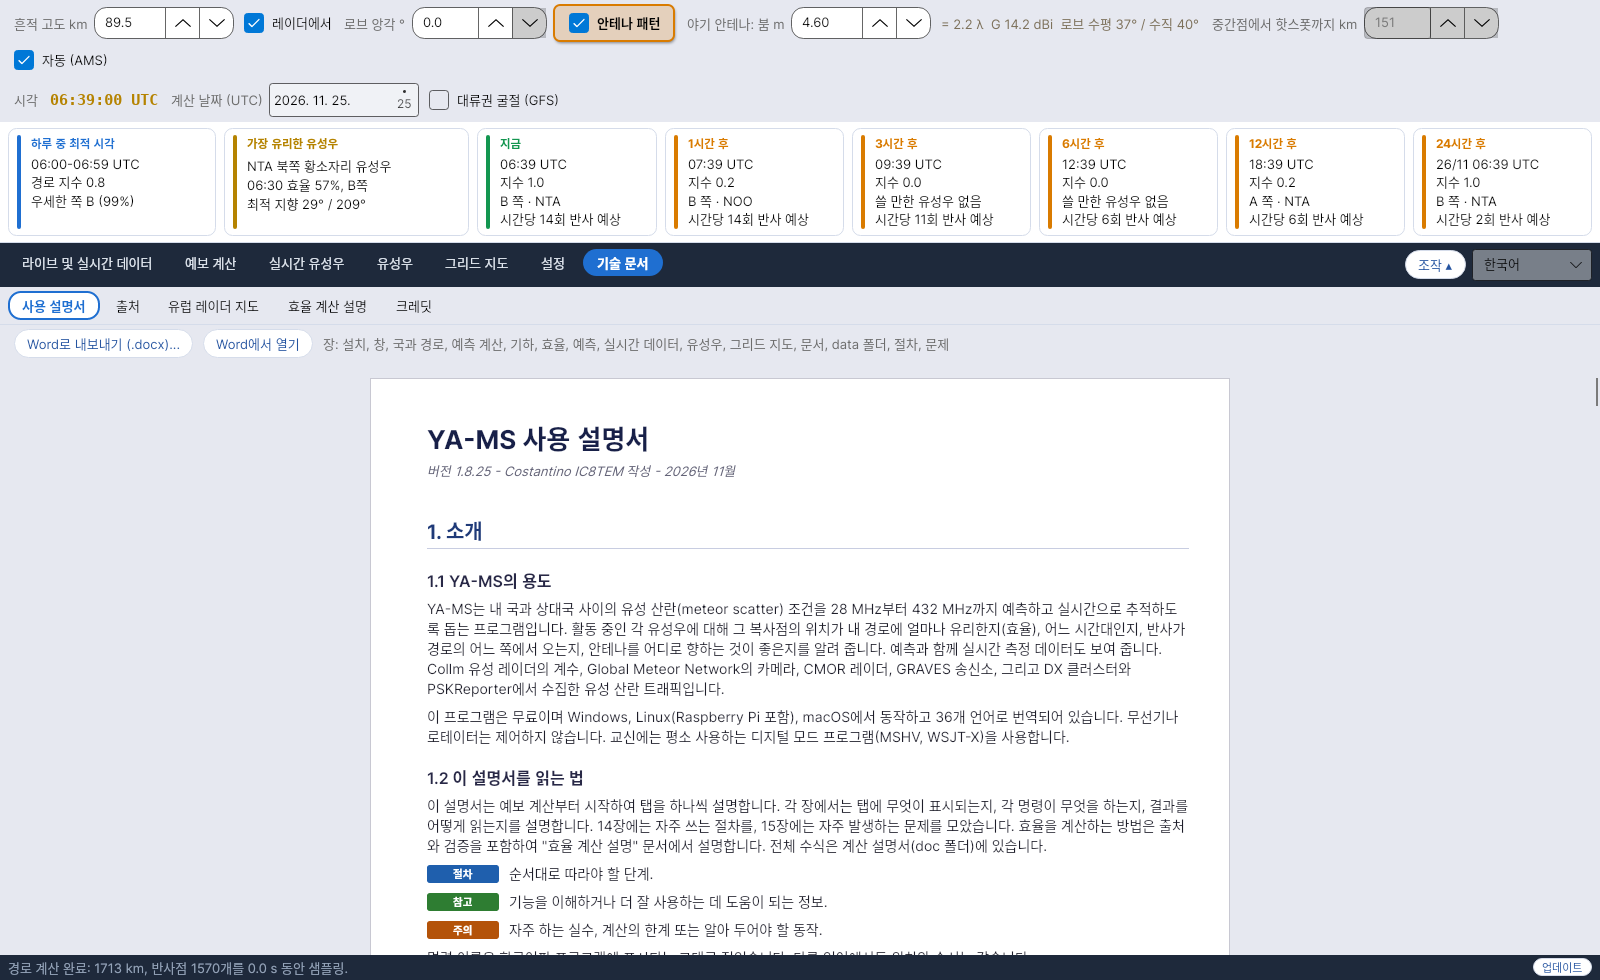 흔적 고도 km 89.5 레이더에서 로브 앙각 ° 0.0 안테나 패턴 야기 안테나: 붐 m 4.60 = 2.2 λ G 14.2 dBi 로브 수평 37° / 수직 40° 중간점에서 핫스폿까지 km 151
자동 (AMS)
시각 06:39:00 UTC 계산 날짜 (UTC) 2026. 11. 25. 25 대류권 굴절 (GFS)
하루 중 최적 시각
06:00-06:59 UTC
경로 지수 0.8
우세한 쪽 B (99%)
가장 유리한 유성우
NTA 북쪽 황소자리 유성우
06:30 효율 57%, B쪽
최적 지향 29° / 209°
지금
06:39 UTC
지수 1.0
B 쪽 · NTA
시간당 14회 반사 예상
1시간 후
07:39 UTC
지수 0.2
B 쪽 · NOO
시간당 14회 반사 예상
3시간 후
09:39 UTC
지수 0.0
쓸 만한 유성우 없음
시간당 11회 반사 예상
6시간 후
12:39 UTC
지수 0.0
쓸 만한 유성우 없음
시간당 6회 반사 예상
12시간 후
18:39 UTC
지수 0.2
A 쪽 · NTA
시간당 6회 반사 예상
24시간 후
26/11 06:39 UTC
지수 1.0
B 쪽 · NTA
시간당 2회 반사 예상
라이브 및 실시간 데이터 예보 계산 실시간 유성우 유성우 그리드 지도 설정 기술 문서 조작 ▴ 한국어
사용 설명서 출처 유럽 레이더 지도 효율 계산 설명 크레딧
Word로 내보내기 (.docx)... Word에서 열기 장: 설치, 창, 국과 경로, 예측 계산, 기하, 효율, 예측, 실시간 데이터, 유성우, 그리드 지도, 문서, data 폴더, 절차, 문제
YA-MS 사용 설명서
버전 1.8.25 - Costantino IC8TEM 작성 - 2026년 11월
1. 소개
1.1 YA-MS의 용도
YA-MS는 내 국과 상대국 사이의 유성 산란(meteor scatter) 조건을 28 MHz부터 432 MHz까지 예측하고 실시간으로 추적하도
록 돕는 프로그램입니다. 활동 중인 각 유성우에 대해 그 복사점의 위치가 내 경로에 얼마나 유리한지(효율), 어느 시간대인지, 반사가
경로의 어느 쪽에서 오는지, 안테나를 어디로 향하는 것이 좋은지를 알려 줍니다. 예측과 함께 실시간 측정 데이터도 보여 줍니다.
Collm 유성 레이더의 계수, Global Meteor Network의 카메라, CMOR 레이더, GRAVES 송신소, 그리고 DX 클러스터와
PSKReporter에서 수집한 유성 산란 트래픽입니다.
이 프로그램은 무료이며 Windows, Linux(Raspberry Pi 포함), macOS에서 동작하고 36개 언어로 번역되어 있습니다. 무선기나
로테이터는 제어하지 않습니다. 교신에는 평소 사용하는 디지털 모드 프로그램(MSHV, WSJT-X)을 사용합니다.
1.2 이 설명서를 읽는 법
이 설명서는 예보 계산부터 시작하여 탭을 하나씩 설명합니다. 각 장에서는 탭에 무엇이 표시되는지, 각 명령이 무엇을 하는지, 결과를
어떻게 읽는지를 설명합니다. 14장에는 자주 쓰는 절차를, 15장에는 자주 발생하는 문제를 모았습니다. 효율을 계산하는 방법은 출처
와 검증을 포함하여 "효율 계산 설명" 문서에서 설명합니다. 전체 수식은 계산 설명서(doc 폴더)에 있습니다.
절차 순서대로 따라야 할 단계.
참고 기능을 이해하거나 더 잘 사용하는 데 도움이 되는 정보.
주의 자주 하는 실수, 계산의 한계 또는 알아 두어야 할 동작.
경로 계산 완료: 1713 km, 반사점 1570개를 0.0 s 동안 샘플링. 업데이트